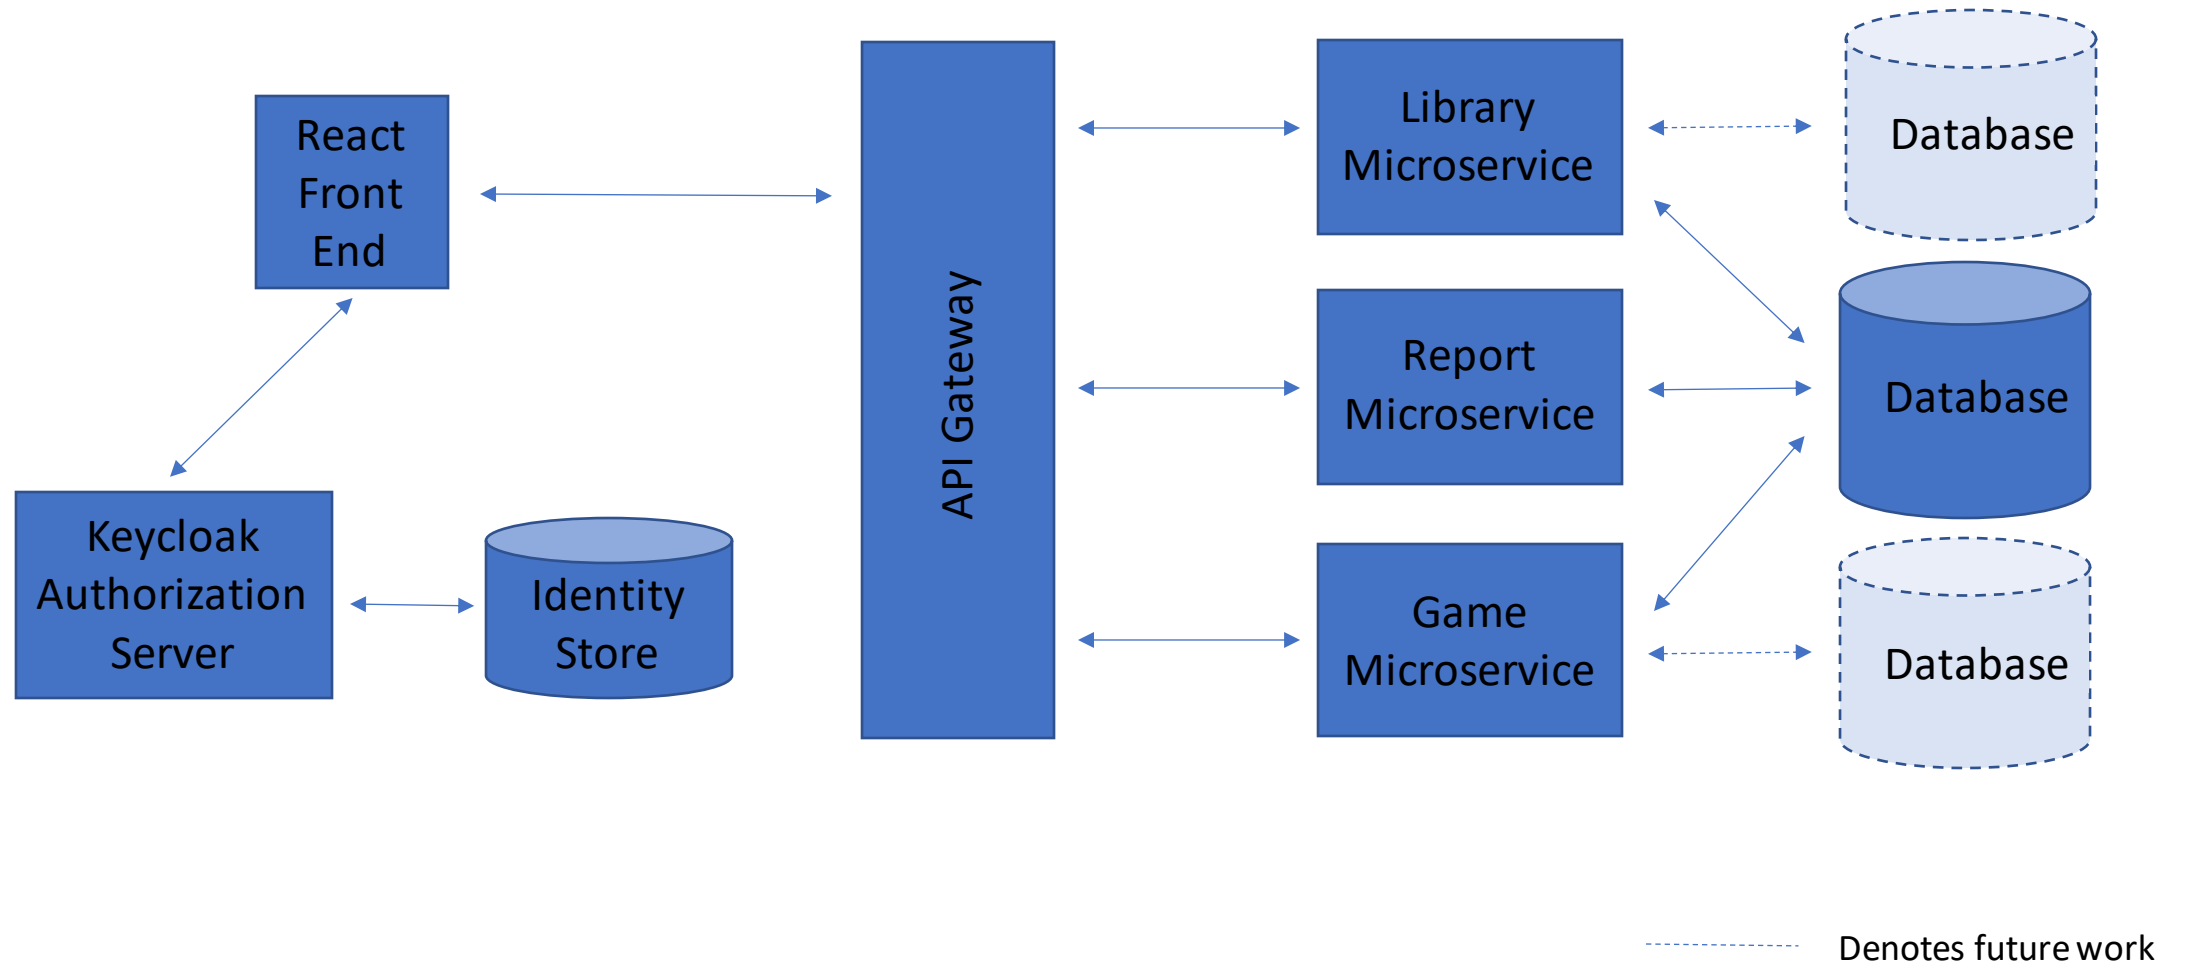 React
Front
End
Keycloak
Authorization
Server
Identity
Store
API Gateway
Library
Microservice
Report
Microservice
Game
Microservice
Database
Database
Database
Denotes future work